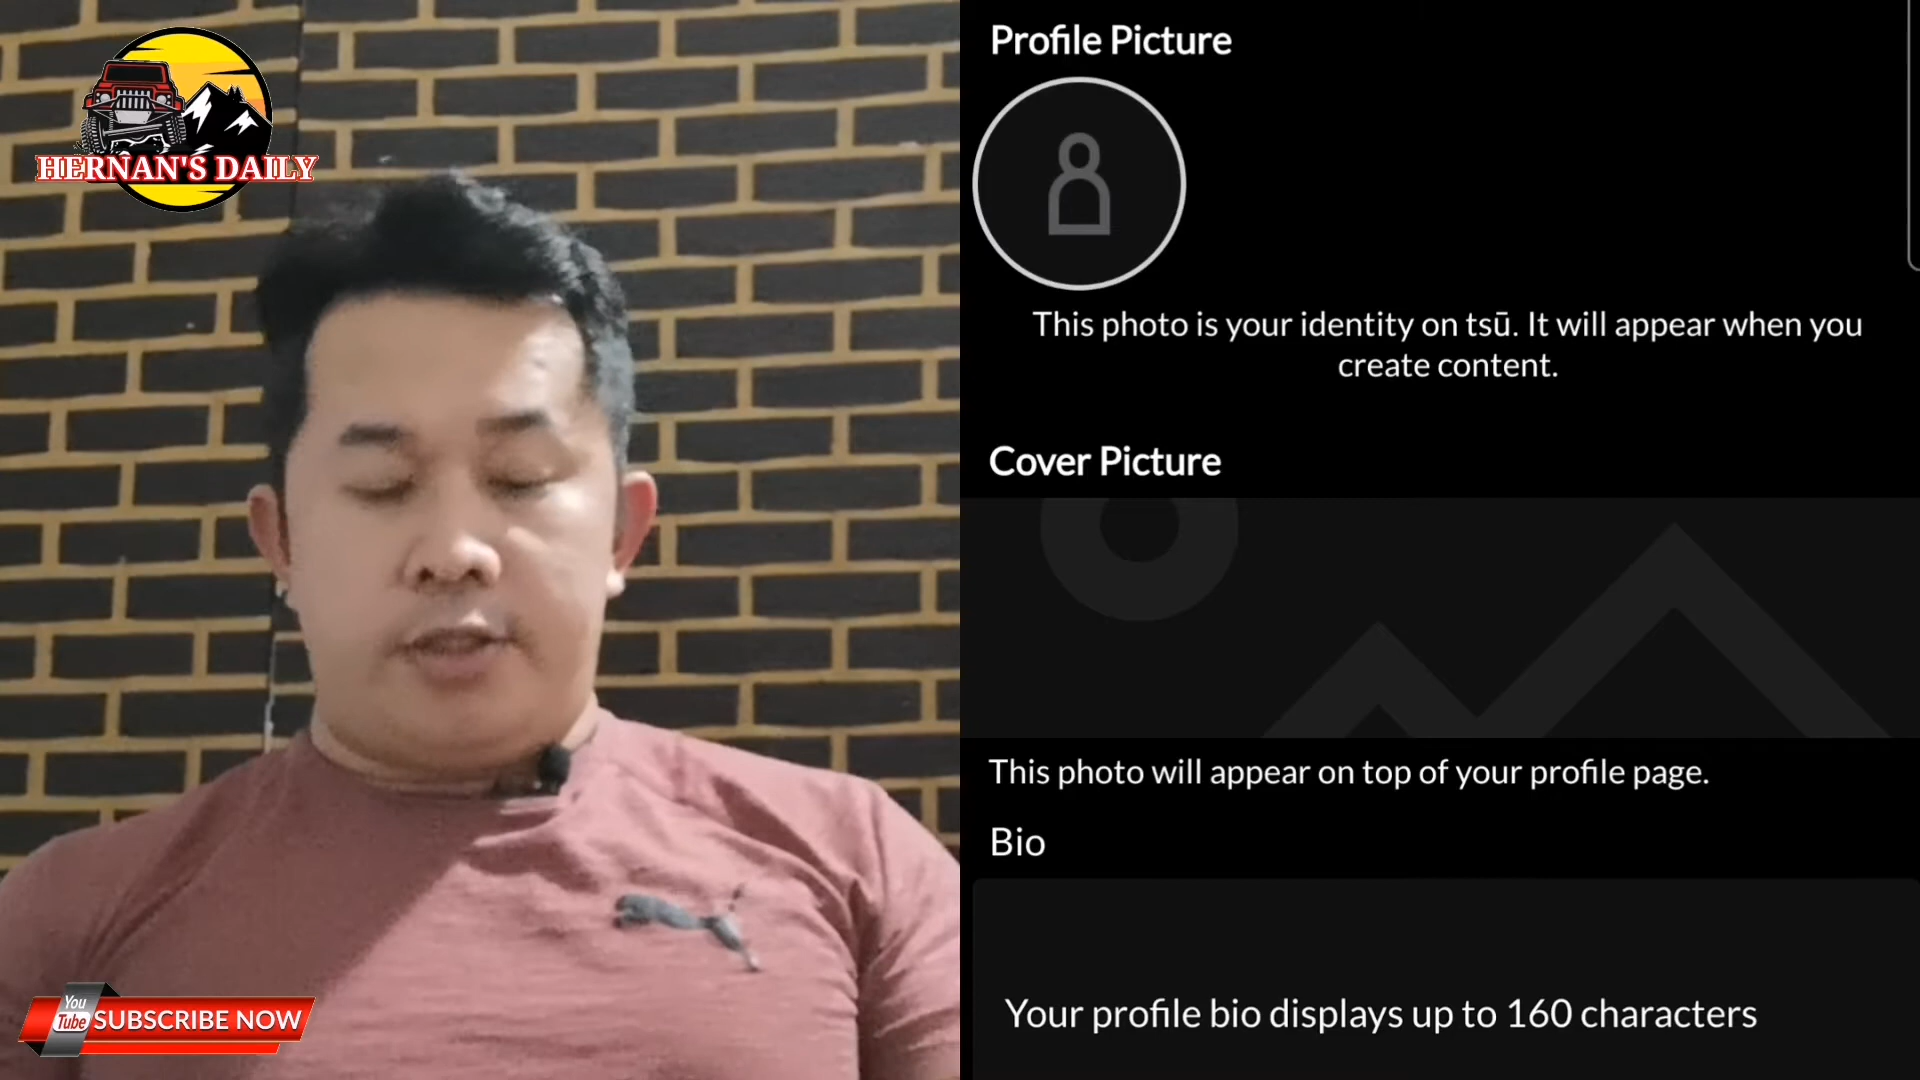 HERNAN'S DAILY
You
Tube SUBSCRIBE NOW
Profile Picture
This photo is your identity on tsū. It will appear when you
create content.
Cover Picture
This photo will appear on top of your profile page.
Bio
Your profile bio displays up to 160 characters